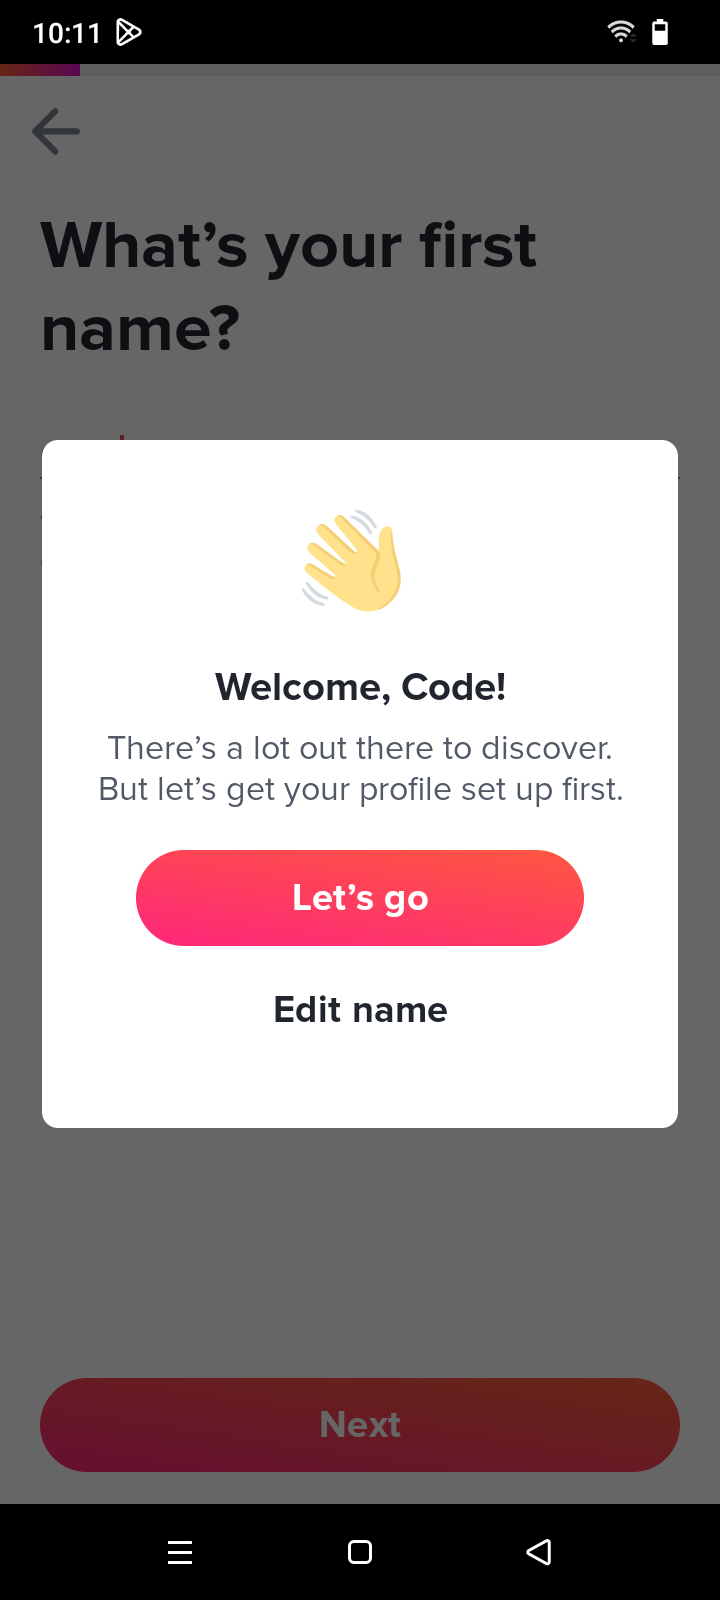 10:11
What’s your first
name?
Welcome, Code!
There’s a lot out there to discover.
But let’s get your profile set up first.
Let’s go
Edit name
Next